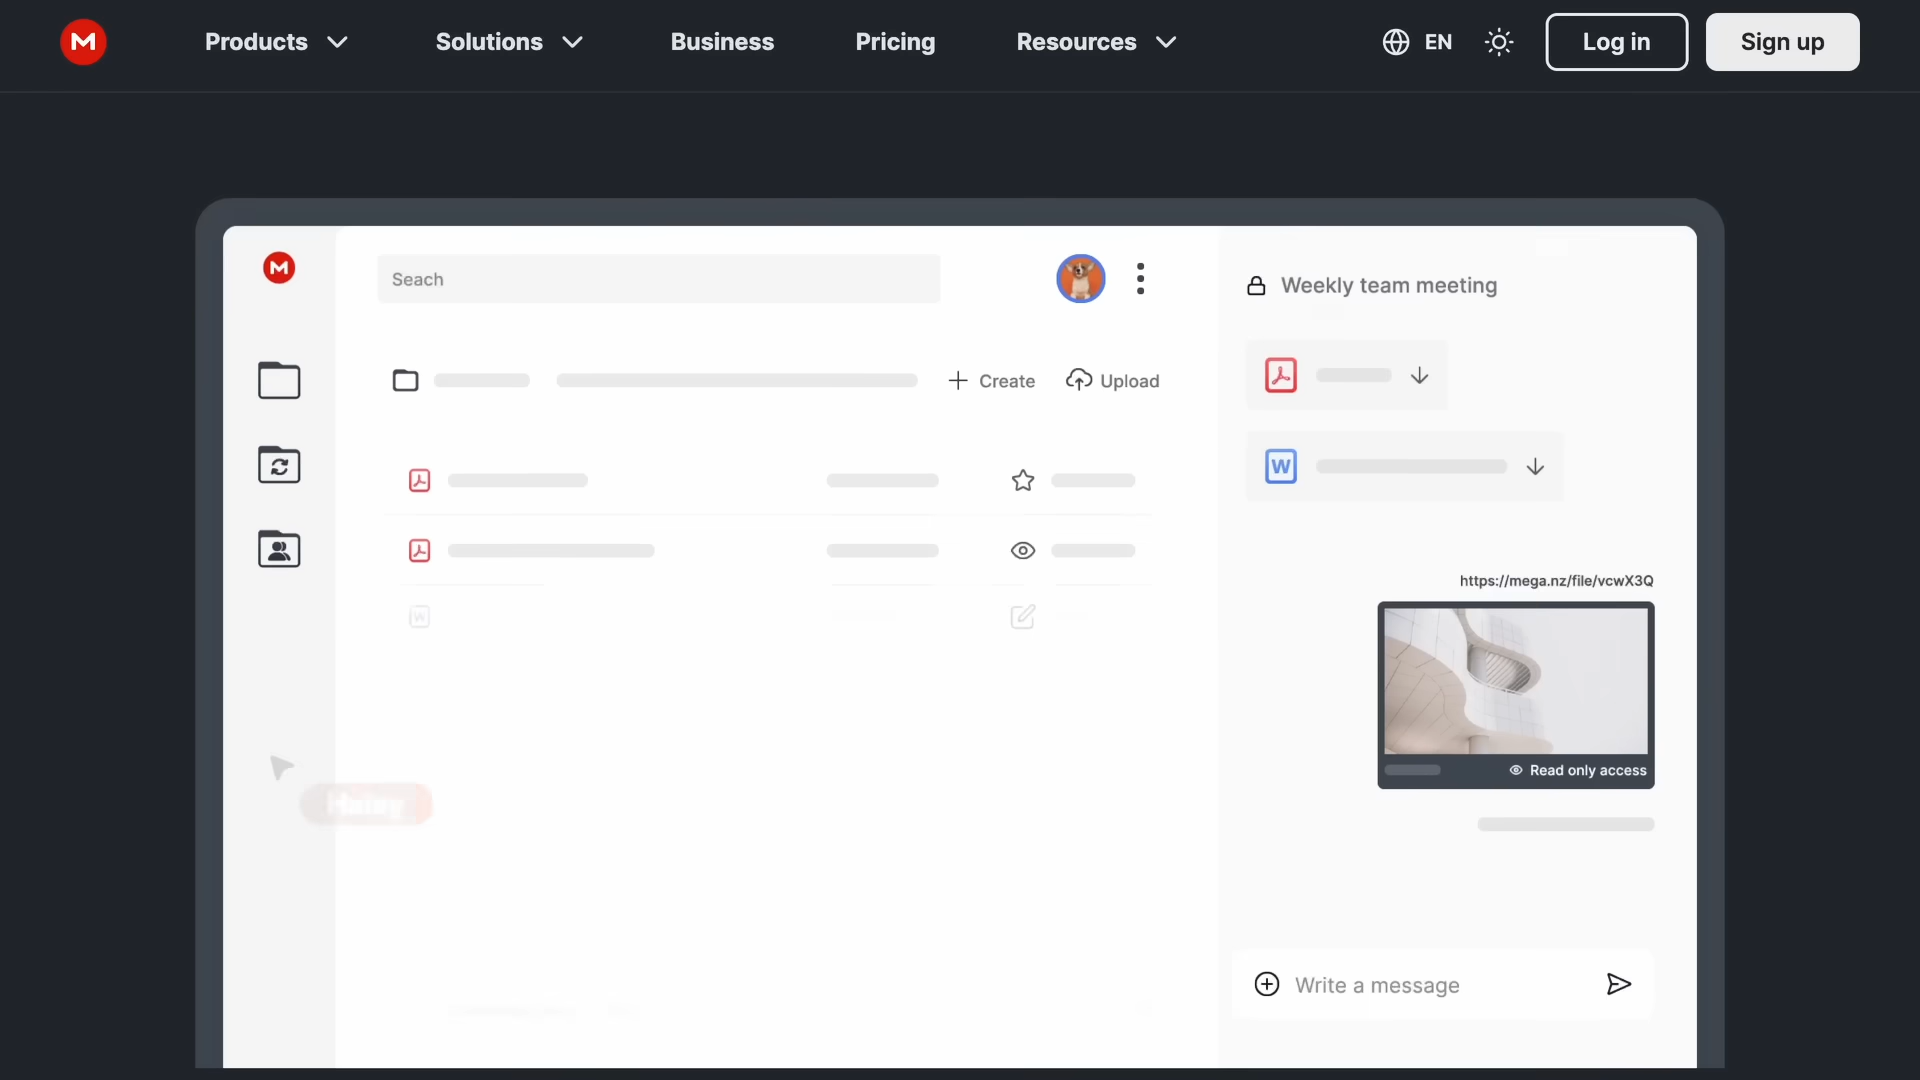 Products
Solutions
Business
Pricing
Resources
EN
Log in
Sign up
Seach
Create
Upload
Weekly team meeting
https://mega.nz/file/vcwX3Q
Read only access
Write a message